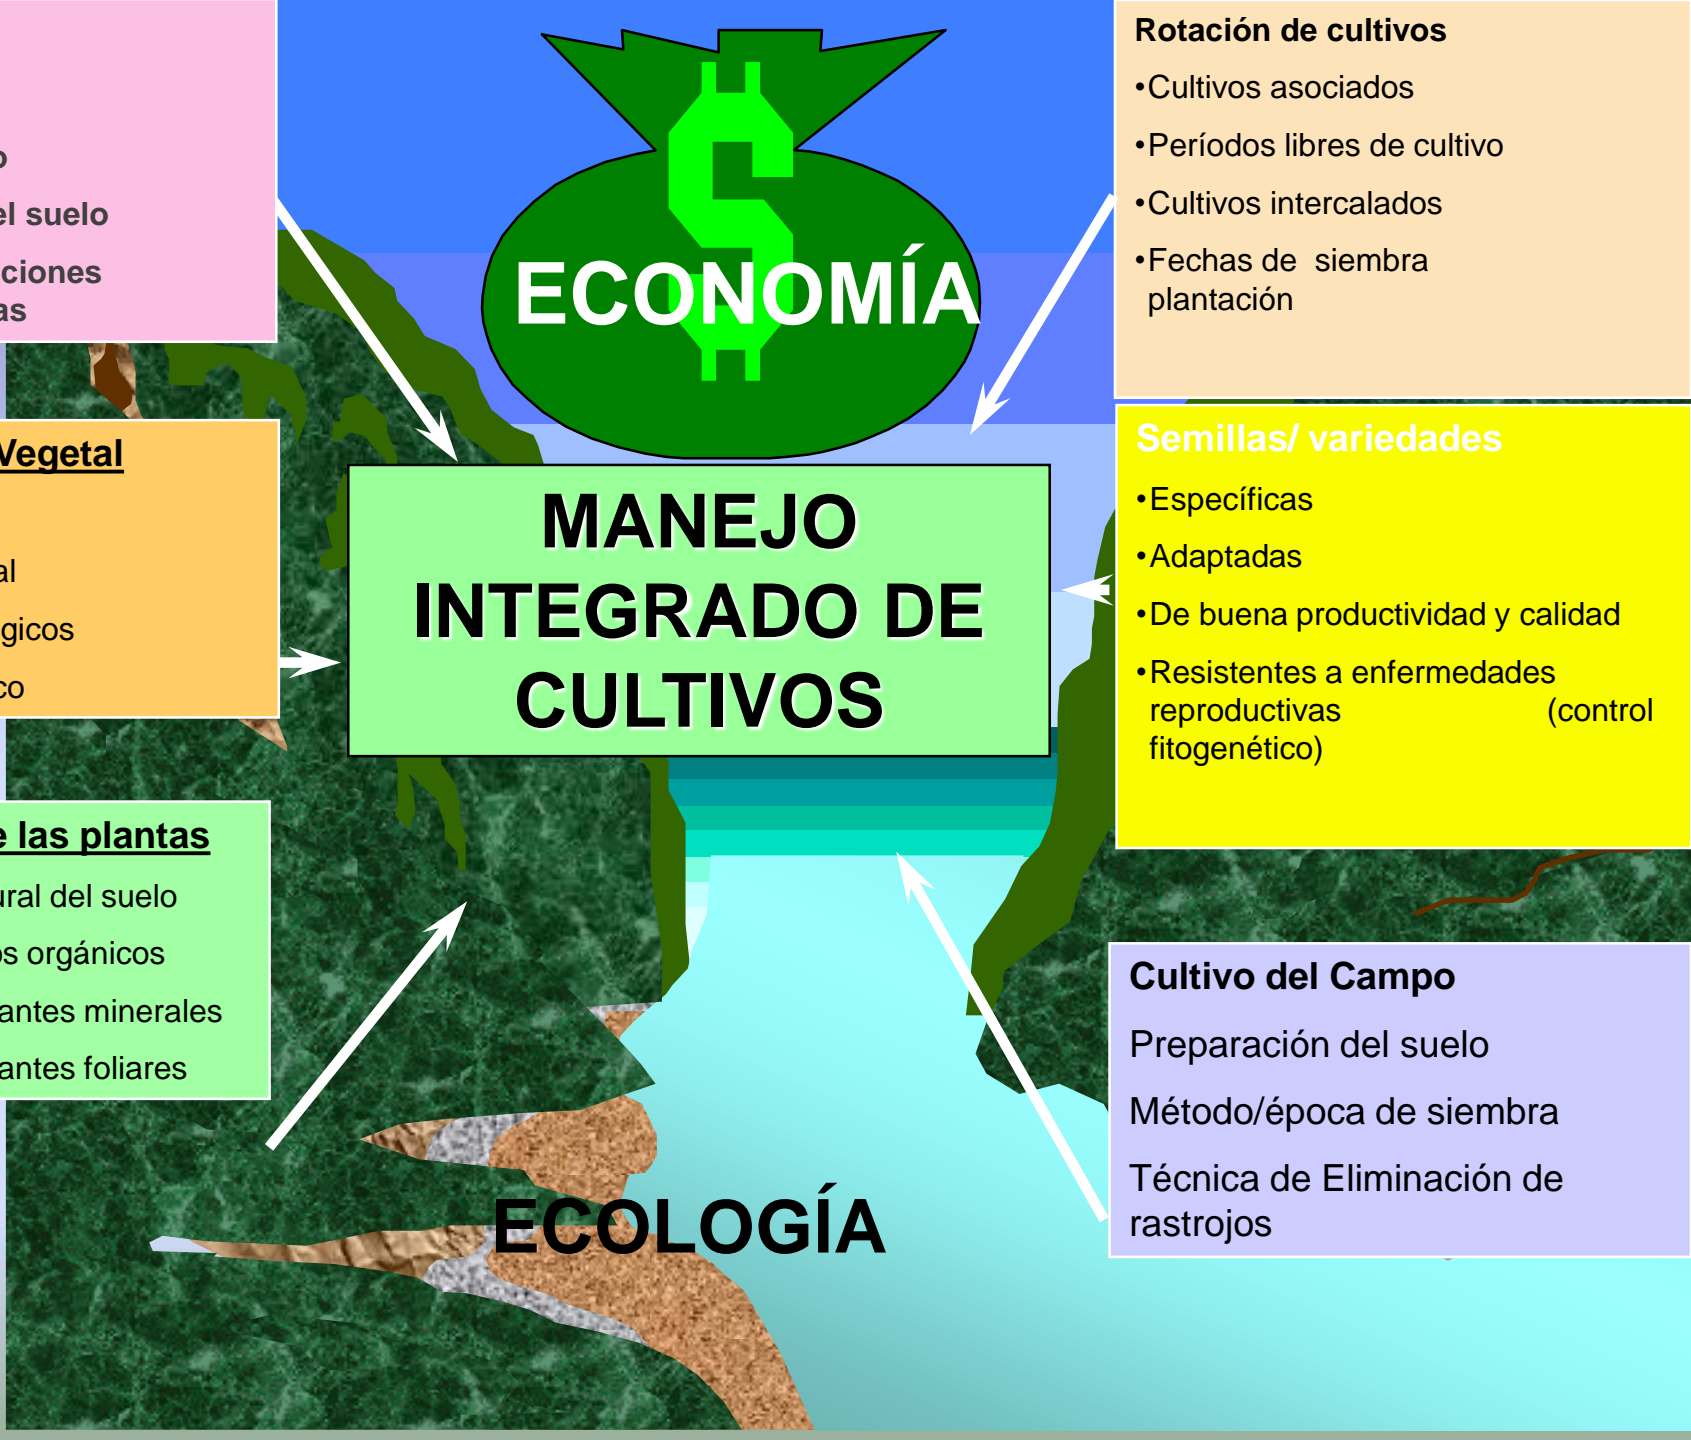 el suelo
ciones
as
Vegetal
al
gicos
co
e las plantas
ural del suelo
os orgánicos
antes minerales
antes foliares
ECONOMÍA
MANEJO
INTEGRADO DE
CULTIVOS
ECOLOGÍA
Rotación de cultivos
•Cultivos asociados
•Períodos libres de cultivo
•Cultivos intercalados
•Fechas de siembra
plantación
Semillas/ variedades
•Específicas
•Adaptadas
•De buena productividad y calidad
•Resistentes a enfermedades
reproductivas (control
fitogenético)
Cultivo del Campo
Preparación del suelo
Método/época de siembra
Técnica de Eliminación de
rastrojos